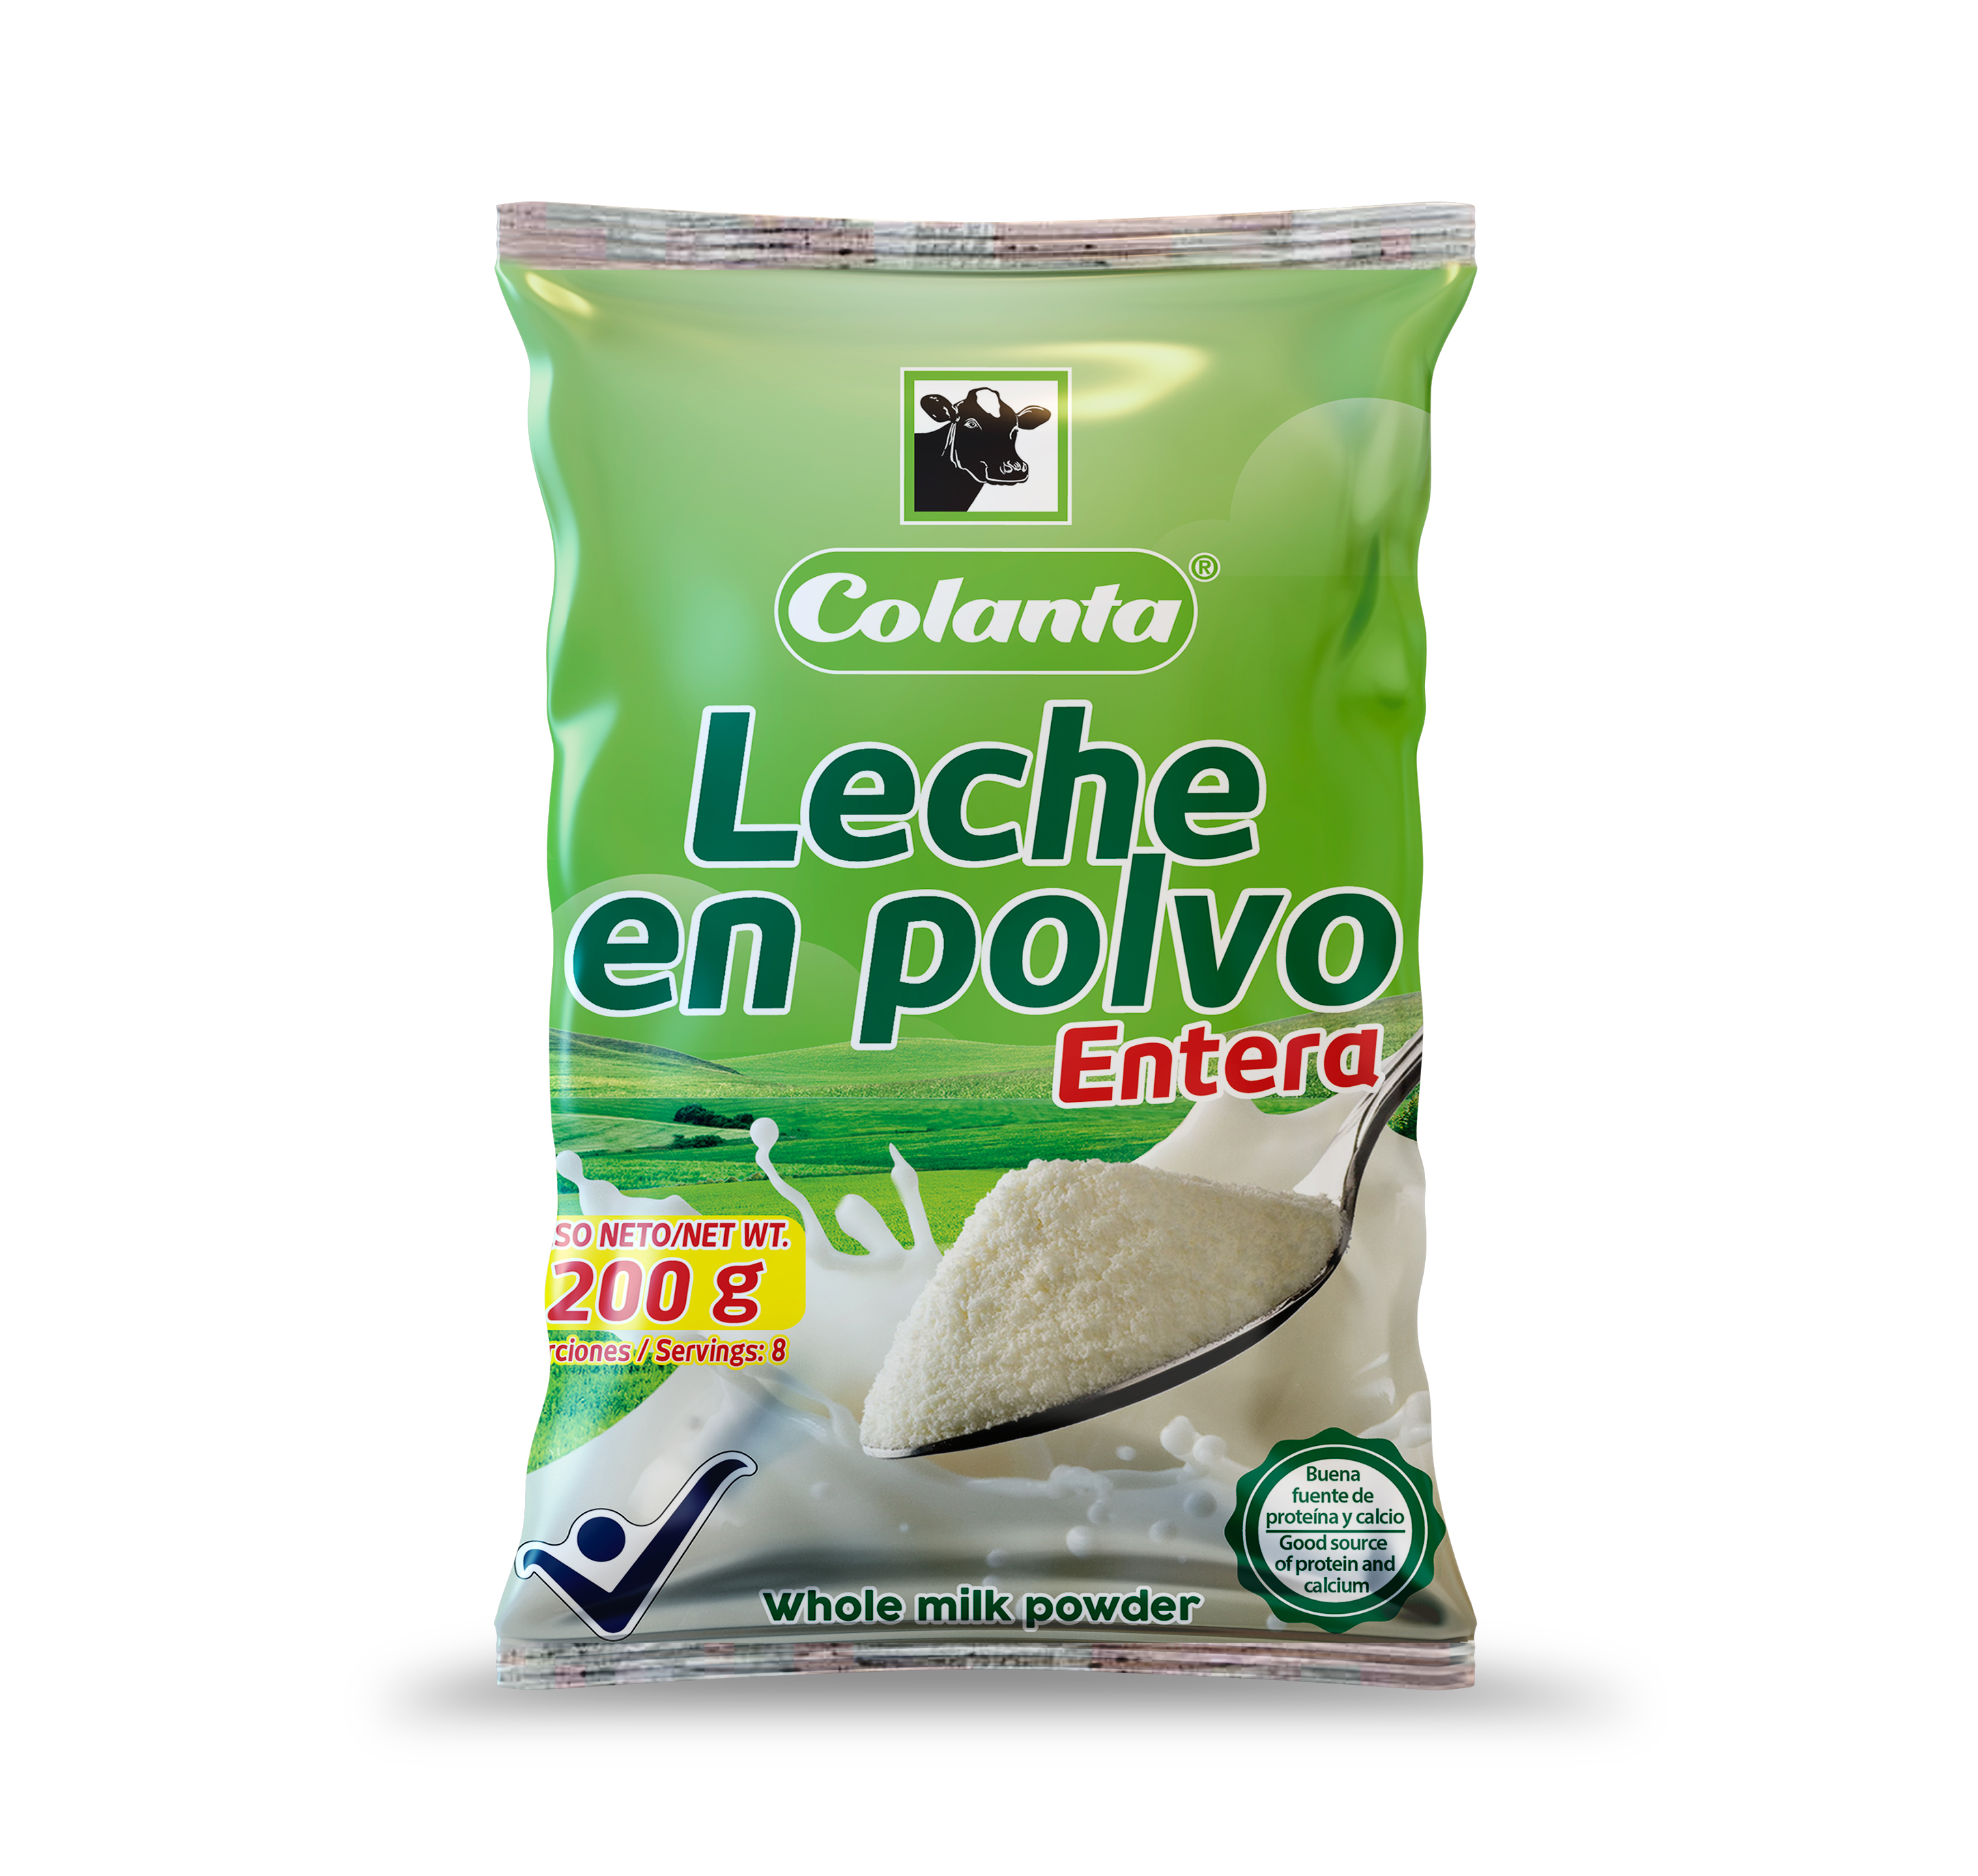 Colanta®
Leche
en polvo
Entera
SO NETO/NET WT.
200 g
rciones / Servings: 8
Buena
fuente de
proteína y calcio
Good source
of protein and
calcium
whole milk powder